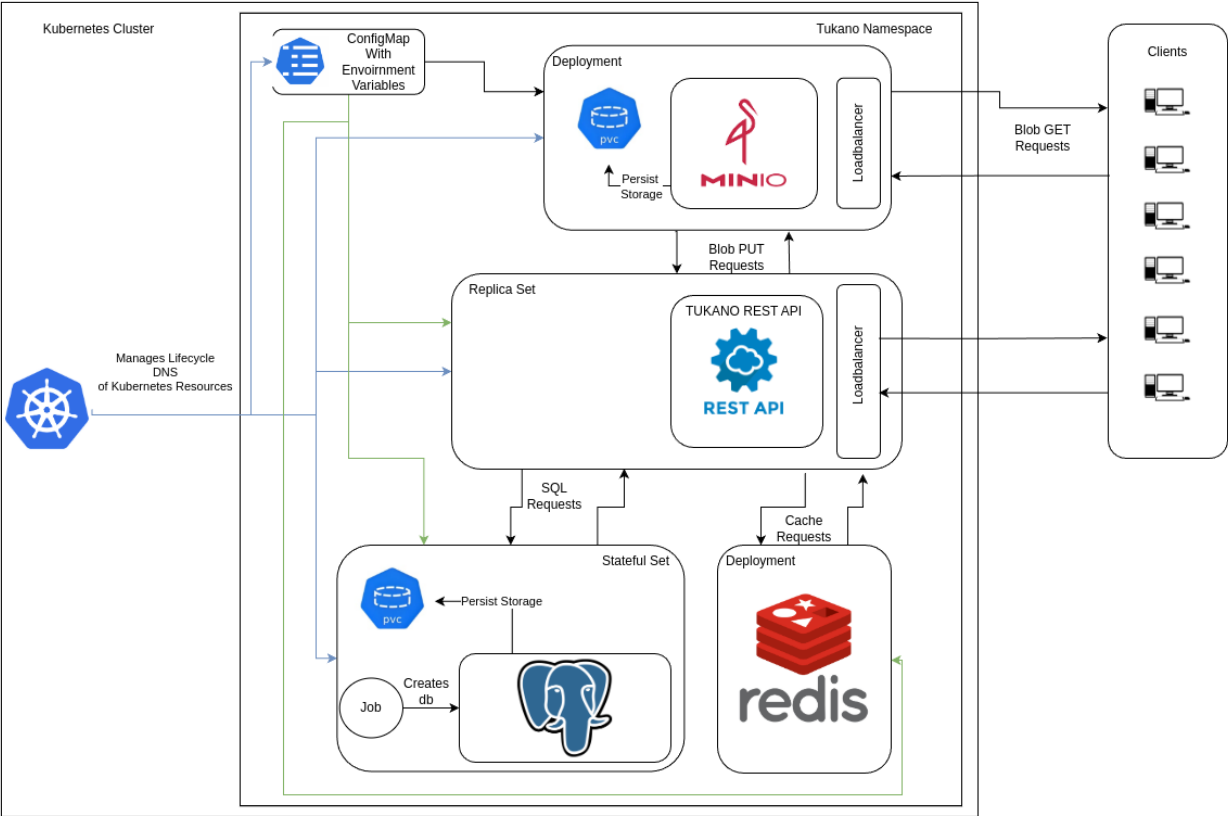 Kubernetes Cluster
Tukano Namespace
ConfigMap
With
Envoirnment
Variables
Deployment
pvc
Persist
Storage
MINIO
Loadbalancer
Clients
Blob GET
Requests
Blob PUT
Requests
Replica Set
TUKANO REST API
REST API
Loadbalancer
Manages Lifecycle
DNS
of Kubernetes Resources
SQL
Requests
Cache
Requests
Stateful Set
pvc
Persist Storage
Job
Creates
db
Deployment
redis